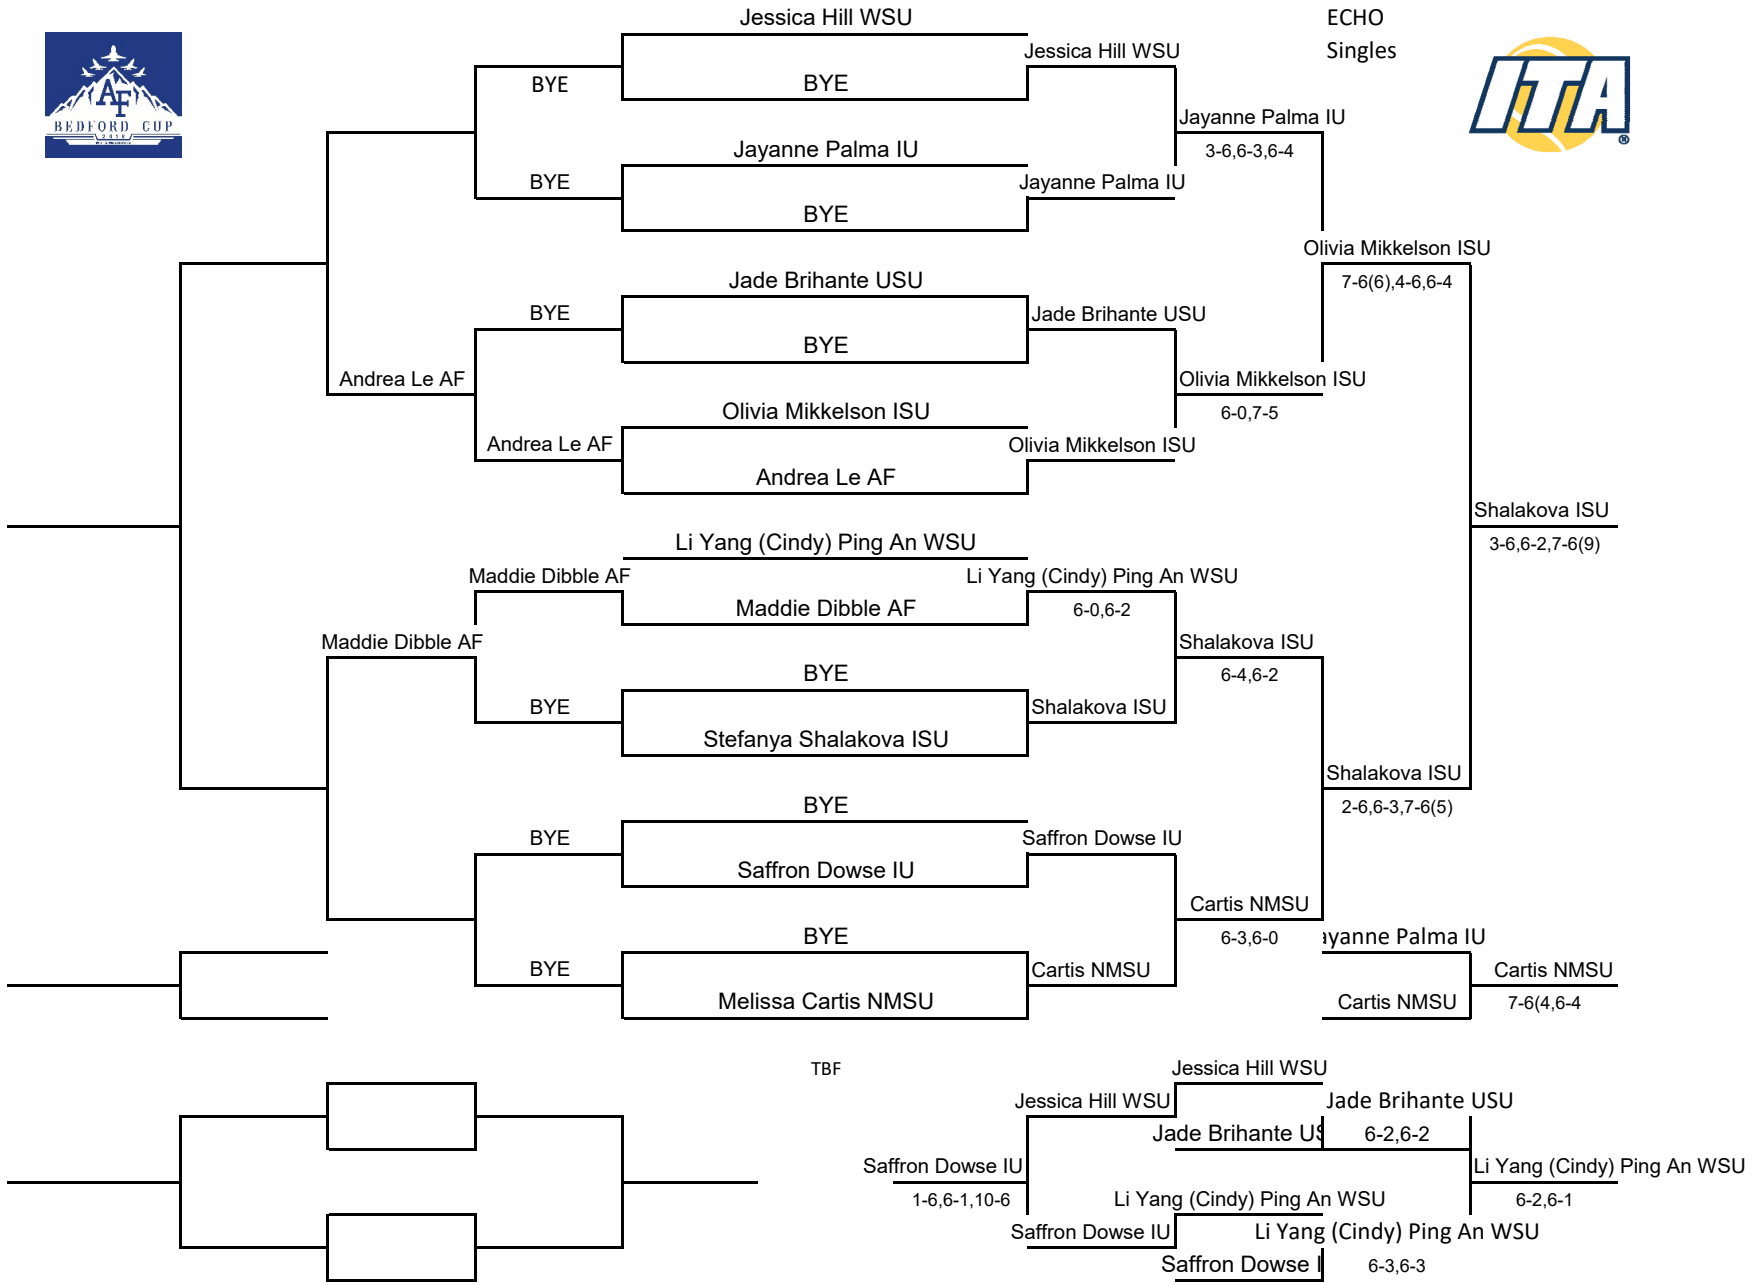 Jessica Hill WSU
ECHO
Singles
Jessica Hill WSU
BYE
BYE
AF
BEDFORD CUP
2018
ITA
Jayanne Palma IU
3-6,6-3,6-4
Jayanne Palma IU
BYE
Jayanne Palma IU
BYE
Olivia Mikkelson ISU
7-6(6),4-6,6-4
Jade Brihante USU
BYE
Jade Brihante USU
BYE
Andrea Le AF
Olivia Mikkelson ISU
6-0,7-5
Olivia Mikkelson ISU
Andrea Le AF
Olivia Mikkelson ISU
Andrea Le AF
Shalakova ISU
3-6,6-2,7-6(9)
Li Yang (Cindy) Ping An WSU
Maddie Dibble AF
Li Yang (Cindy) Ping An WSU
Maddie Dibble AF
6-0,6-2
Maddie Dibble AF
Shalakova ISU
6-4,6-2
BYE
BYE
Shalakova ISU
Stefanya Shalakova ISU
Shalakova ISU
2-6,6-3,7-6(5)
BYE
BYE
Saffron Dowse IU
Saffron Dowse IU
Cartis NMSU
6-3,6-0
BYE
ayanne Palma IU
BYE
Cartis NMSU
Cartis NMSU
Melissa Cartis NMSU
Cartis NMSU
7-6(4,6-4
TBF
Jessica Hill WSU
Jessica Hill WSU
Jade Brihante USU
Jade Brihante US
6-2,6-2
Saffron Dowse IU
Li Yang (Cindy) Ping An WSU
1-6,6-1,10-6
Li Yang (Cindy) Ping An WSU
6-2,6-1
Saffron Dowse IU
Li Yang (Cindy) Ping An WSU
Saffron Dowse I
6-3,6-3